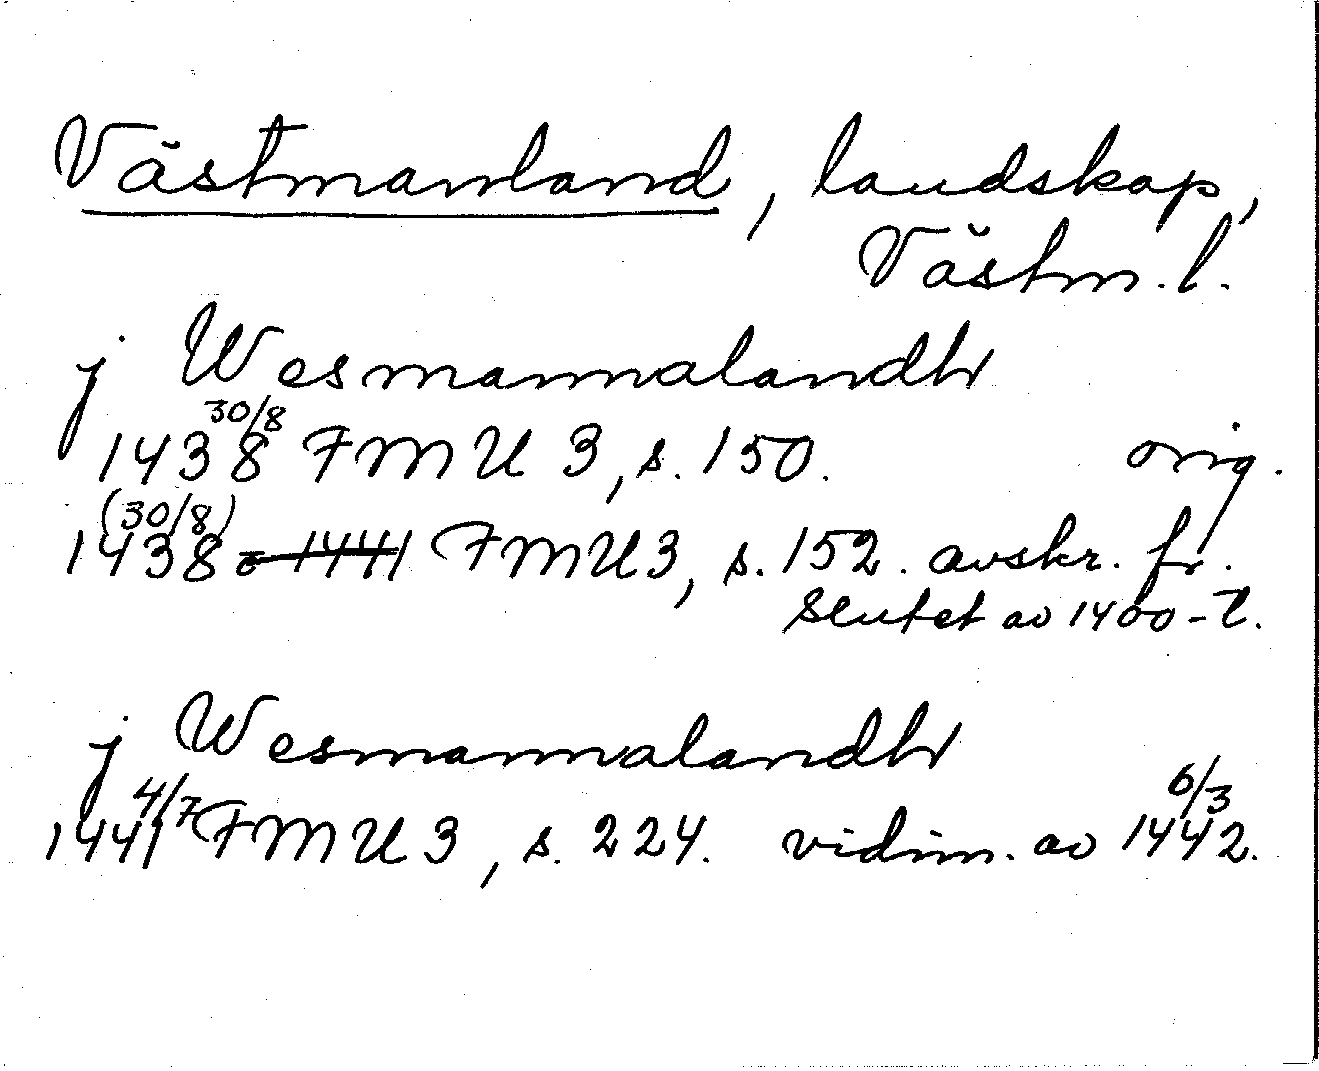 Västmanland, landskap,
Västm. l.
j Wesmannalandh
30/8
1438 FMU 3, s. 150. orig.
(30/8)
1438 o 1441 FMU 3, s. 152. avskr. fr.
slutet av 1400-t.
j Wesmannalandh
4/7 6/3
1441 FMU 3, s. 224. vidim. av 1442.